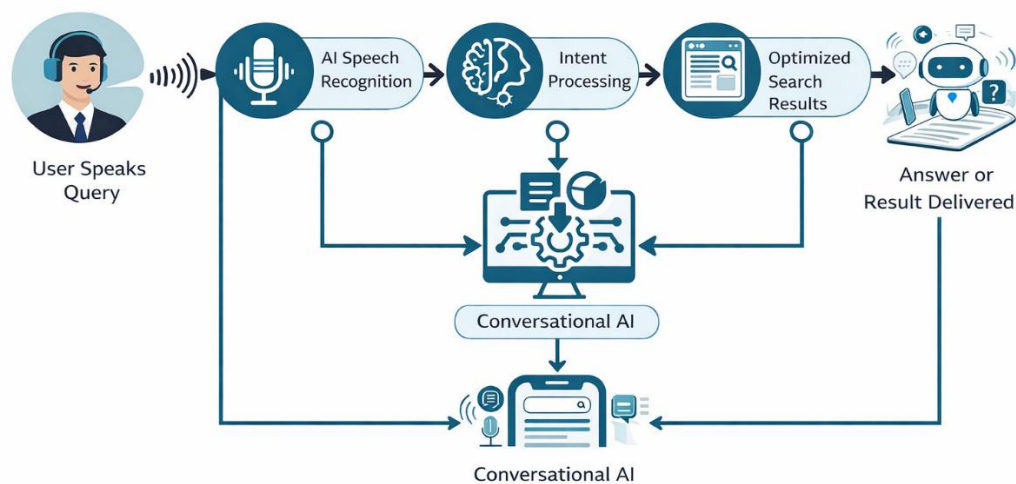 User Speaks
Query
AI Speech
Recognition
Intent
Processing
Optimized
Search
Results
?
Answer or
Result Delivered
Conversational AI
Conversational AI